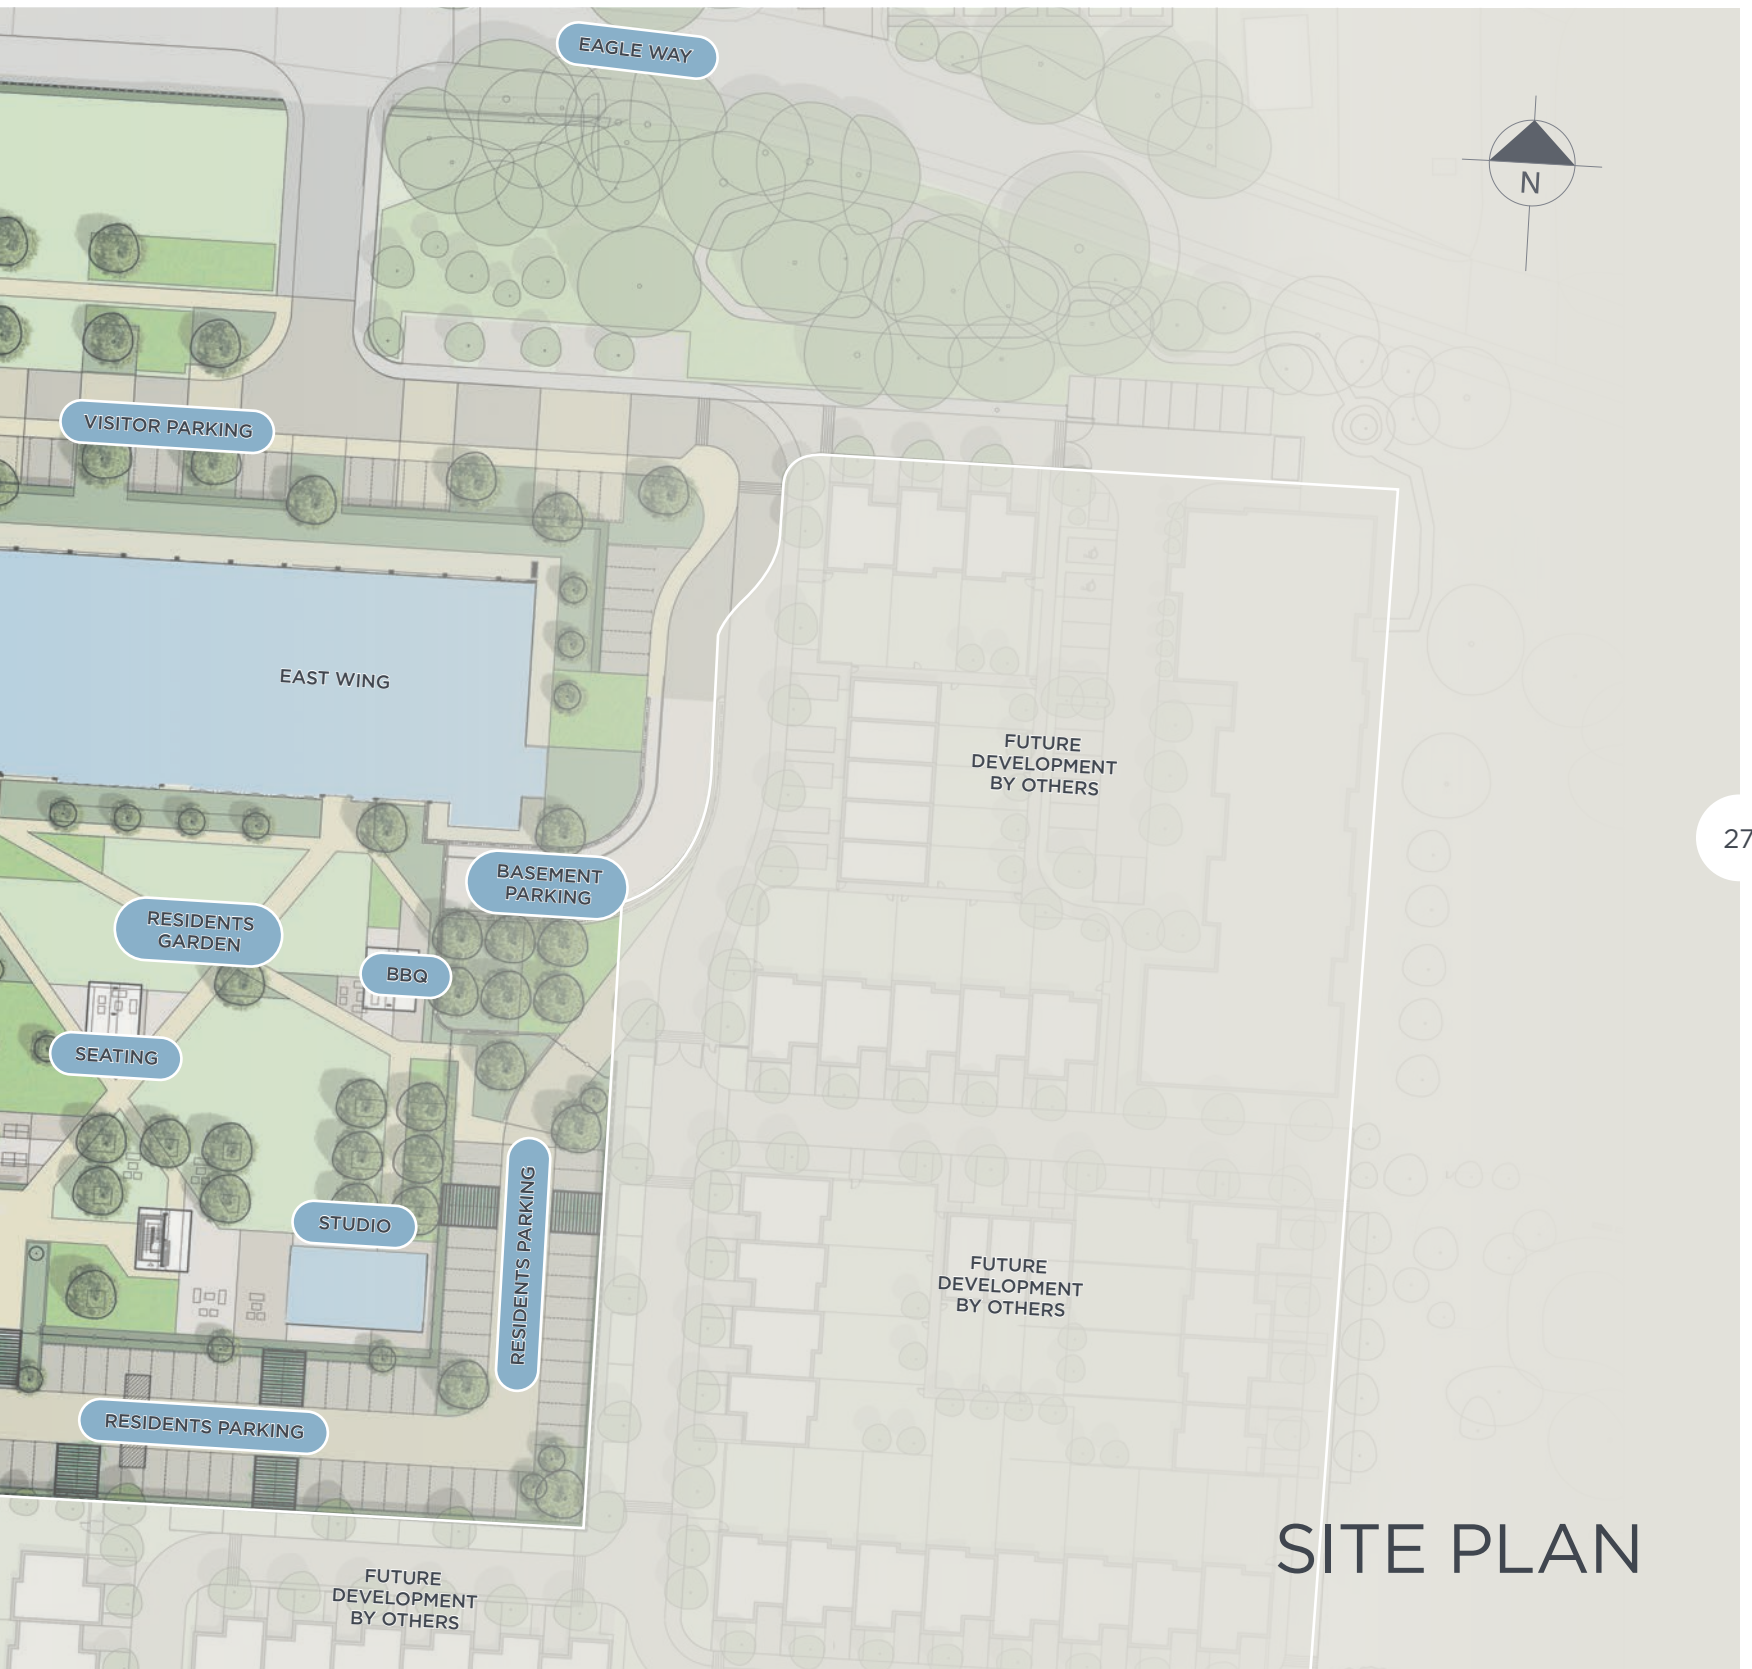 EAGLE WAY
N
VISITOR PARKING
EAST WING
FUTURE
DEVELOPMENT
BY OTHERS
27
BASEMENT
PARKING
RESIDENTS
GARDEN
BBQ
SEATING
STUDIO
RESIDENTS PARKING
FUTURE
DEVELOPMENT
BY OTHERS
RESIDENTS PARKING
SITE PLAN
FUTURE
DEVELOPMENT
BY OTHERS